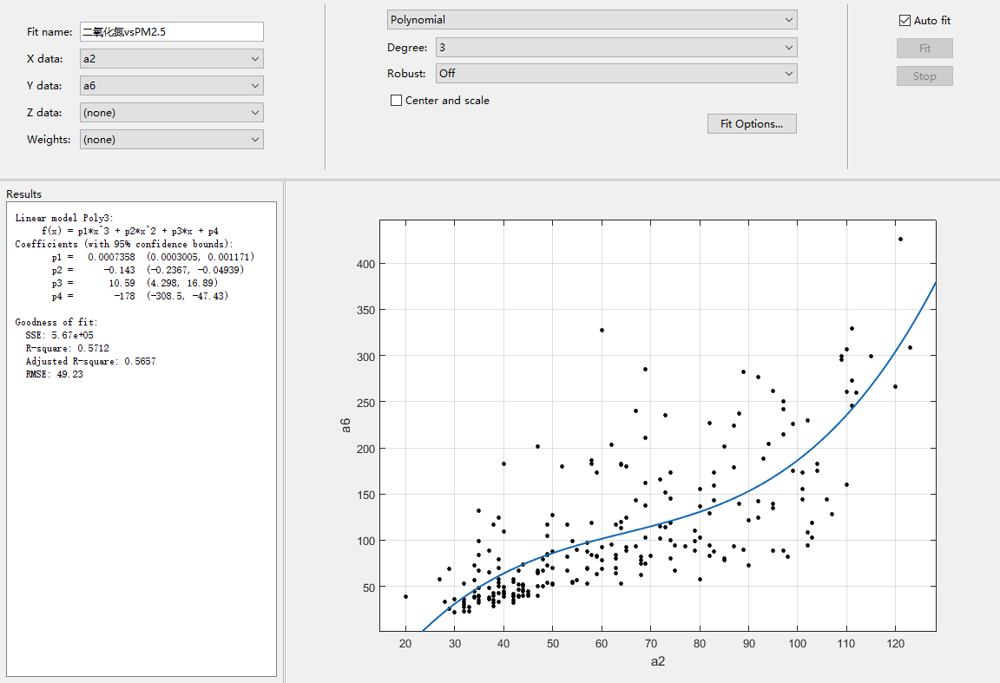 Fit name: 二氧化氮vsPM2.5
X data: a2
Y data: a6
Z data: (none)
Weights: (none)
Polynomial
Degree: 3
Robust: Off
Center and scale
Fit Options...
Auto fit
Fit
Stop
Results
Linear model Poly3:
f(x) = p1*x^3 + p2*x^2 + p3*x + p4
Coefficients (with 95% confidence bounds):
p1 = 0.0007358 (0.0003005, 0.001171)
p2 = -0.143 (-0.2367, -0.04939)
p3 = 10.59 (4.298, 16.89)
p4 = -178 (-308.5, -47.43)
Goodness of fit:
SSE: 5.67e+05
R-square: 0.5712
Adjusted R-square: 0.5657
RMSE: 49.23
400
350
300
250
200
150
100
50
a6
20 30 40 50 60 70 80 90 100 110 120
a2